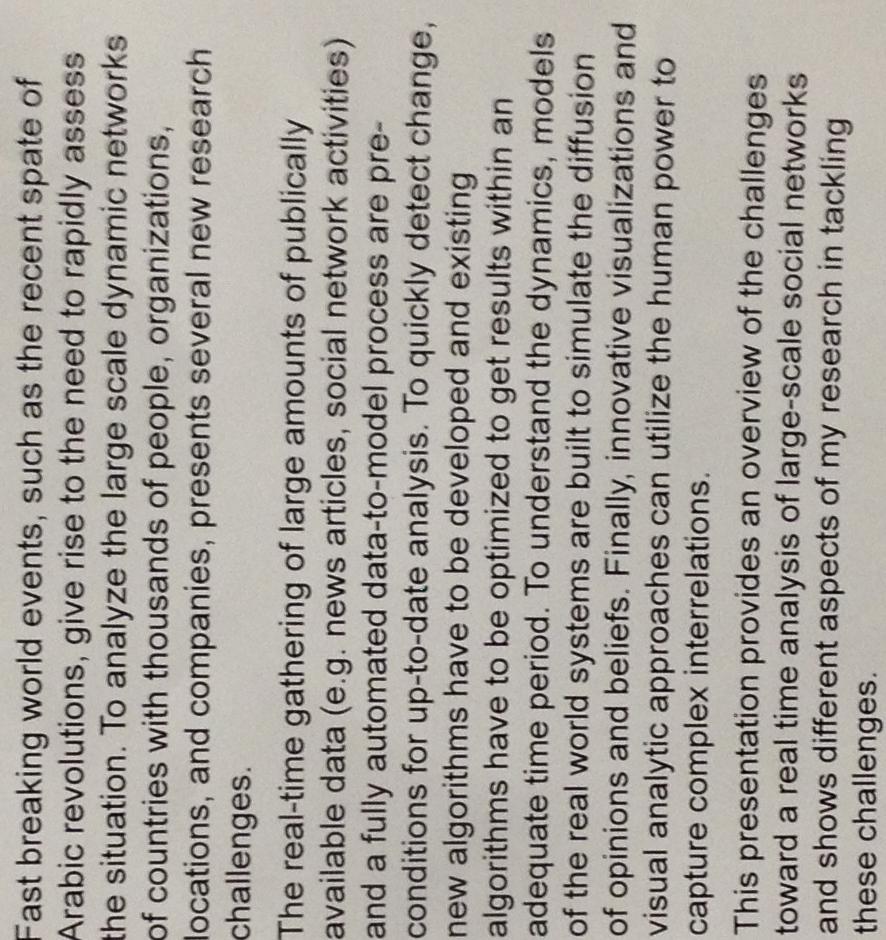 Fast breaking world events, such as the recent spate of
Arabic revolutions, give rise to the need to rapidly assess
the situation. To analyze the large scale dynamic networks
of countries with thousands of people, organizations,
locations, and companies, presents several new research
challenges.
The real-time gathering of large amounts of publically
available data (e.g. news articles, social network activities)
and a fully automated data-to-model process are pre-
conditions for up-to-date analysis. To quickly detect change,
new algorithms have to be developed and existing
algorithms have to be optimized to get results within an
adequate time period. To understand the dynamics, models
of the real world systems are built to simulate the diffusion
of opinions and beliefs. Finally, innovative visualizations and
visual analytic approaches can utilize the human power to
capture complex interrelations.
This presentation provides an overview of the challenges
toward a real time analysis of large-scale social networks
and shows different aspects of my research in tackling
these challenges.